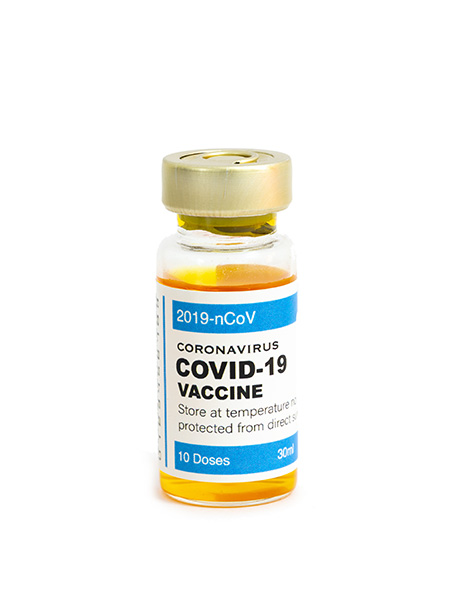 2019-nCoV
CORONAVIRUS
COVID-19
VACCINE
Store at temperature
protected from direct
10 Doses 30ml